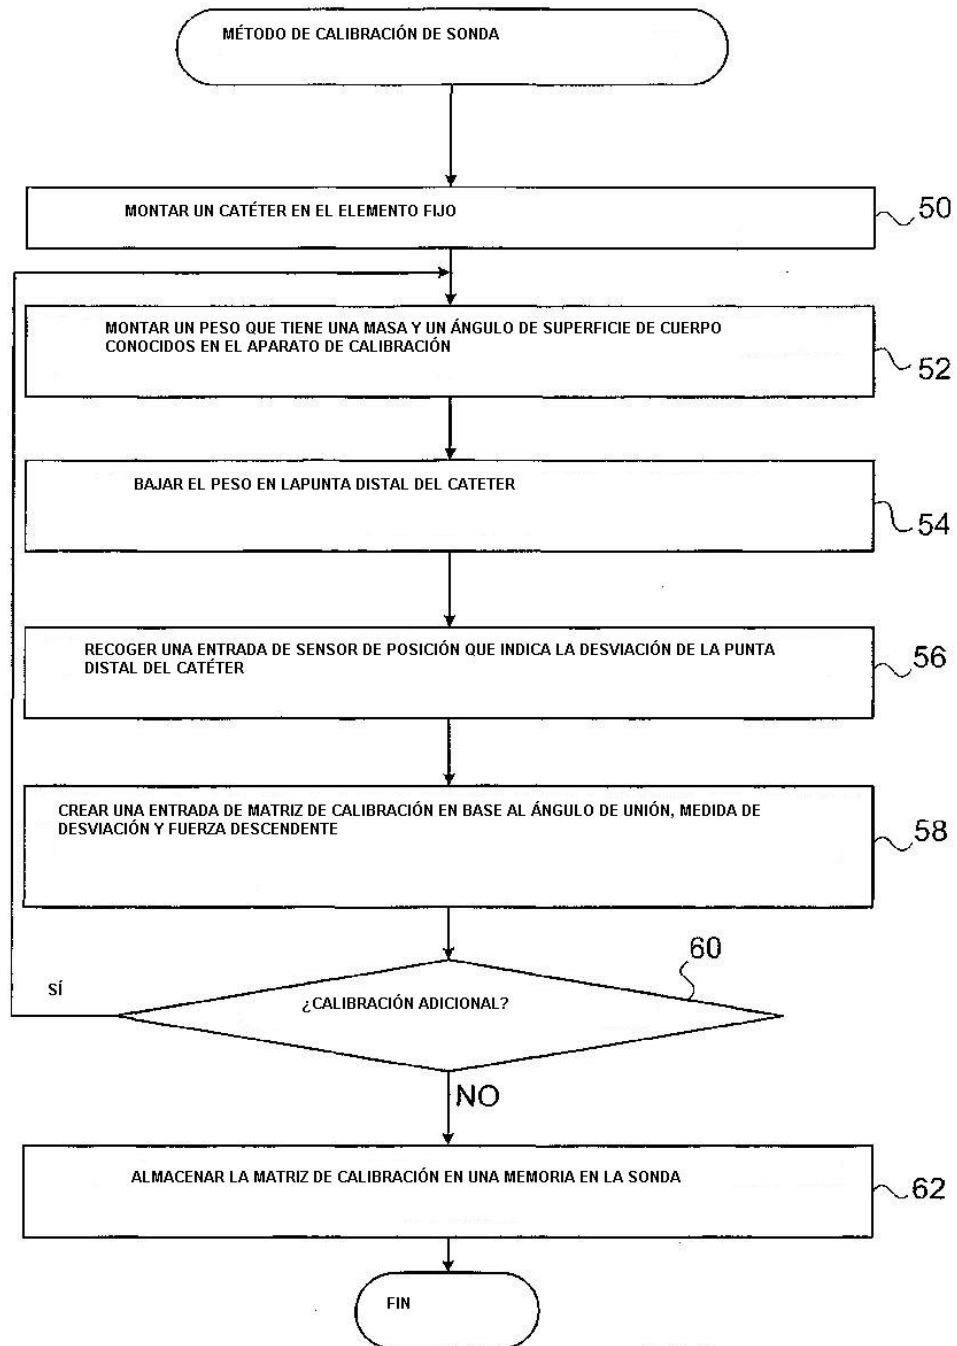 MÉTODO DE CALIBRACIÓN DE SONDA
MONTAR UN CATÉTER EN EL ELEMENTO FIJO
50
MONTAR UN PESO QUE TIENE UNA MASA Y UN ÁNGULO DE SUPERFICIE DE CUERPO
CONOCIDOS EN EL APARATO DE CALIBRACIÓN
52
BAJAR EL PESO EN LAPUNTA DISTAL DEL CATETER
54
RECOGER UNA ENTRADA DE SENSOR DE POSICIÓN QUE INDICA LA DESVIACIÓN DE LA PUNTA
DISTAL DEL CATÉTER
56
CREAR UNA ENTRADA DE MATRIZ DE CALIBRACIÓN EN BASE AL ÁNGULO DE UNIÓN, MEDIDA DE
DESVIACIÓN Y FUERZA DESCENDENTE
58
60
SÍ
¿CALIBRACIÓN ADICIONAL?
NO
ALMACENAR LA MATRIZ DE CALIBRACIÓN EN UNA MEMORIA EN LA SONDA
62
FIN